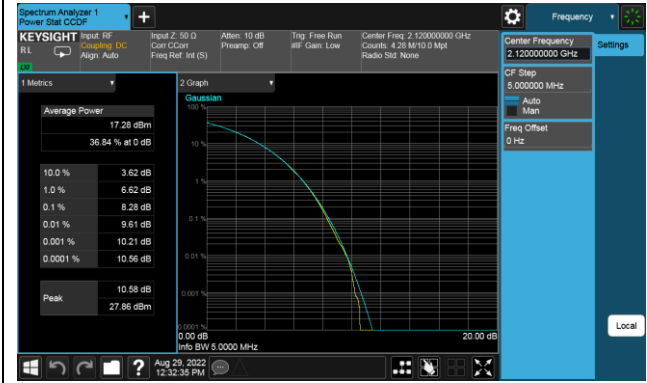 Spectrum Analyzer 1
Power Stat CCDF
Frequency
KEYSIGHT
RL
LV
Input: RF
Coupling: DC
Align: Auto
Input Z: 50 Ω
Corr CCorr
Freq Ref: Int (S)
Atten: 10 dB
Preamp: Off
Trig: Free Run
#IF Gain: Low
Center Freq: 2.120000000 GHz
Counts: 4.28 M/10.0 Mpt
Radio Std: None
Center Frequency
2.120000000 GHz
Settings
CF Step
5.000000 MHz
Auto
Man
Freq Offset
0 Hz
1 Metrics
Average Power
17.28 dBm
36.84 % at 0 dB
10.0 % 3.62 dB
1.0 % 6.62 dB
0.1 % 8.28 dB
0.01 % 9.61 dB
0.001 % 10.21 dB
0.0001 % 10.56 dB
Peak 10.58 dB
27.86 dBm
2 Graph
Gaussian
100 %
10 %
1 %
0.1 %
0.01 %
0.001 %
0.0001 %
0.00 dB 20.00 dB
Info BW 5.0000 MHz
Local
?
Aug 29, 2022
12:32:35 PM